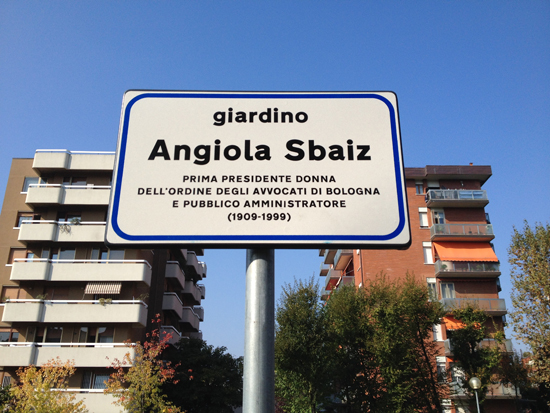 giardino
Angiola Sbaiz
PRIMA PRESIDENTE DONNA
DELL'ORDINE DEGLI AVVOCATI DI BOLOGNA
E PUBBLICO AMMINISTRATORE
(1909-1999)